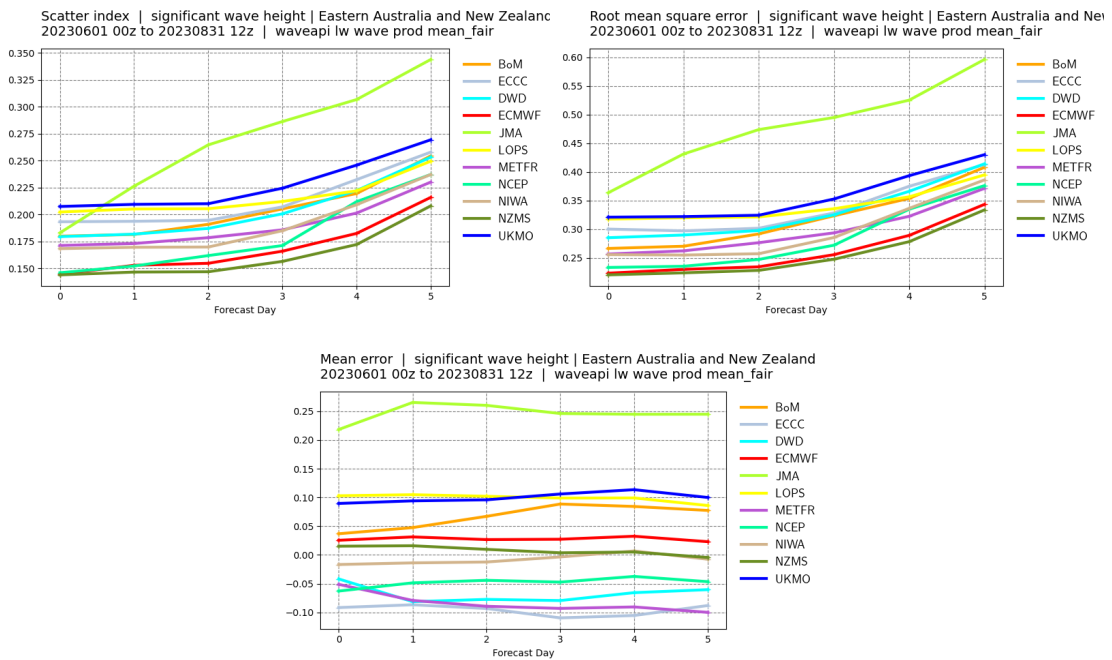 Scatter index | significant wave height | Eastern Australia and New Zealand
20230601 00z to 20230831 12z | waveapi lw wave prod mean_fair
0.350
0.325
0.300
0.275
0.250
0.225
0.200
0.175
0.150
0 1 2 3 4 5
Forecast Day
BoM
ECCC
DWD
ECMWF
JMA
LOPS
METFR
NCEP
NIWA
NZMS
UKMO
Root mean square error | significant wave height | Eastern Australia and Nev
20230601 00z to 20230831 12z | waveapi lw wave prod mean_fair
0.60
0.55
0.50
0.45
0.40
0.35
0.30
0.25
0 1 2 3 4 5
Forecast Day
BoM
ECCC
DWD
ECMWF
JMA
LOPS
METFR
NCEP
NIWA
NZMS
UKMO
Mean error | significant wave height | Eastern Australia and New Zealand
20230601 00z to 20230831 12z | waveapi lw wave prod mean_fair
0.25
0.20
0.15
0.10
0.05
0.00
−0.05
−0.10
0 1 2 3 4 5
Forecast Day
BoM
ECCC
DWD
ECMWF
JMA
LOPS
METFR
NCEP
NIWA
NZMS
UKMO